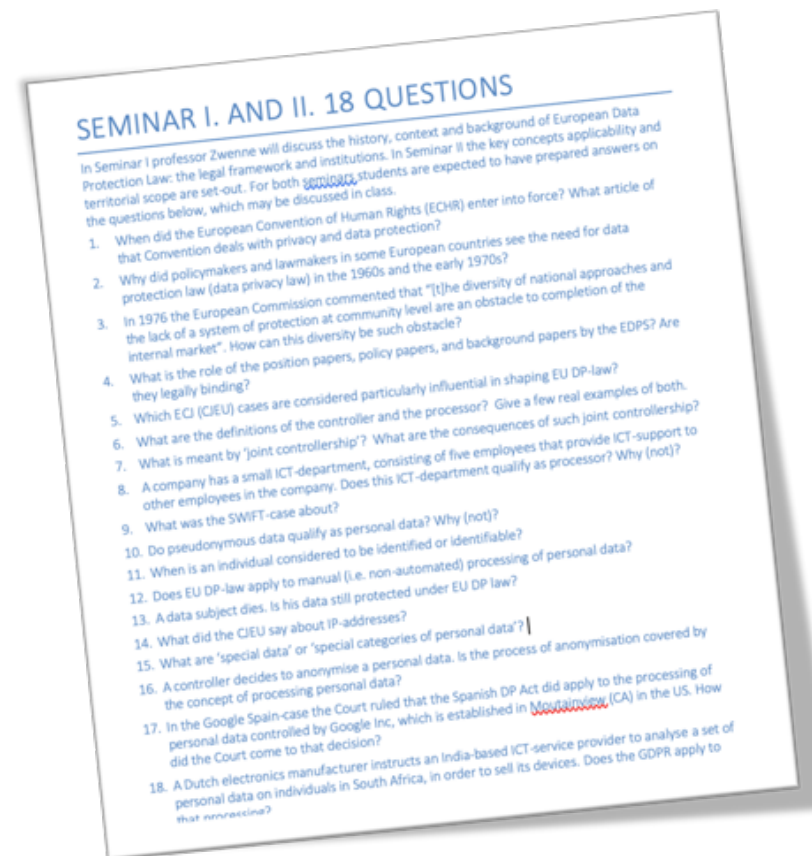 SEMINAR I. AND II. 18 QUESTIONS
In Seminar I professor Zwenne will discuss the history, context and background of European Data
Protection Law: the legal framework and institutions. In Seminar II the key concepts applicability and
territorial scope are set-out. For both seminars students are expected to have prepared answers on
the questions below, which may be discussed in class.
1. When did the European Convention of Human Rights (ECHR) enter into force? What article of
that Convention deals with privacy and data protection?
2. Why did policymakers and lawmakers in some European countries see the need for data
protection law (data privacy law) in the 1960s and the early 1970s?
3. In 1976 the European Commission commented that “[t]he diversity of national approaches and
the lack of a system of protection at community level are an obstacle to completion of the
internal market”. How can this diversity be such obstacle?
4. What is the role of the position papers, policy papers, and background papers by the EDPS? Are
they legally binding?
5. Which ECJ (CJEU) cases are considered particularly influential in shaping EU DP-law?
6. What are the definitions of the controller and the processor? Give a few real examples of both.
7. What is meant by ‘joint controllership’? What are the consequences of such joint controllership?
8. A company has a small ICT-department, consisting of five employees that provide ICT-support to
other employees in the company. Does this ICT-department qualify as processor? Why (not)?
9. What was the SWIFT-case about?
10. Do pseudonymous data qualify as personal data? Why (not)?
11. When is an individual considered to be identified or identifiable?
12. Does EU DP-law apply to manual (i.e. non-automated) processing of personal data?
13. A data subject dies. Is his data still protected under EU DP law?
14. What did the CJEU say about IP-addresses?
15. What are ‘special data’ or ‘special categories of personal data’?
16. A controller decides to anonymise a personal data. Is the process of anonymisation covered by
the concept of processing personal data?
17. In the Google Spain-case the Court ruled that the Spanish DP Act did apply to the processing of
personal data controlled by Google Inc, which is established in Moutainview (CA) in the US. How
did the Court come to that decision?
18. A Dutch electronics manufacturer instructs an India-based ICT-service provider to analyse a set of
personal data on individuals in South Africa, in order to sell its devices. Does the GDPR apply to
that processing?